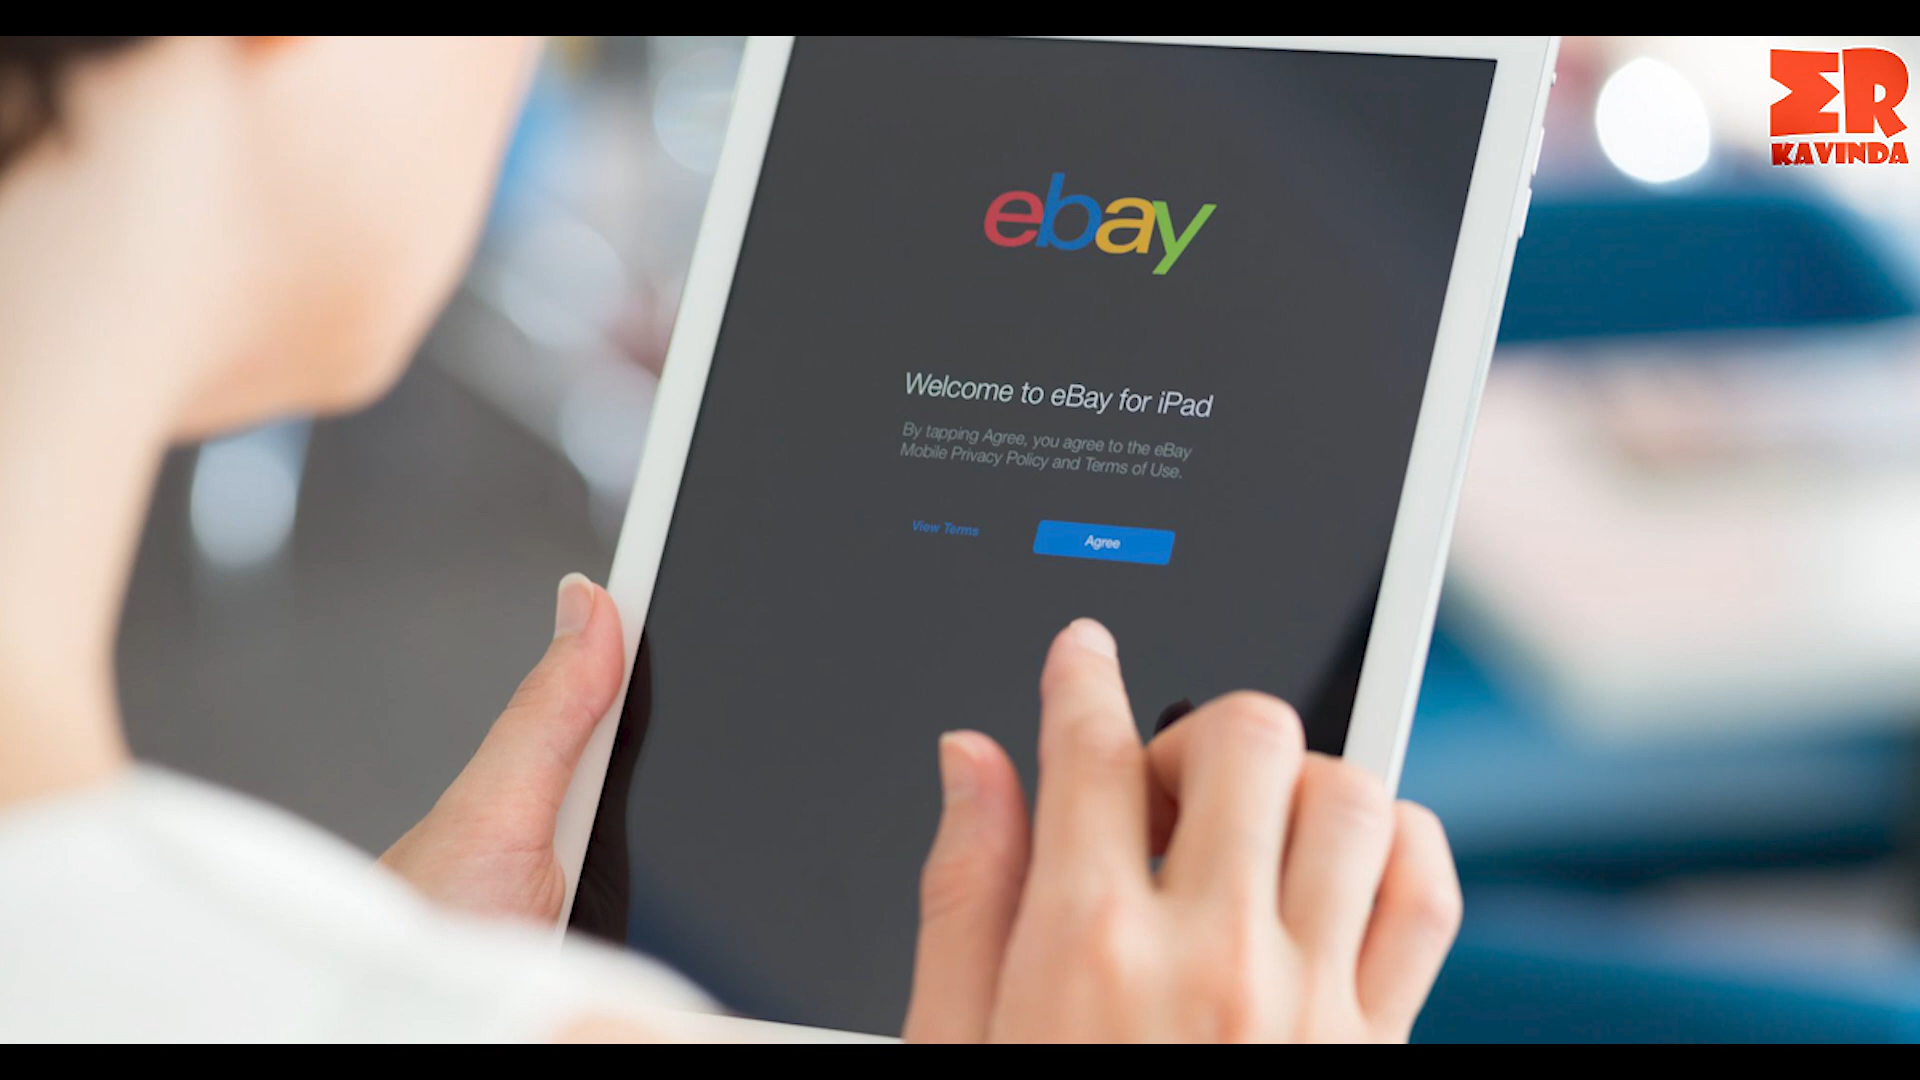 ebay
Welcome to eBay for iPad
By tapping Agree, you agree to the eBay
Mobile Privacy Policy and Terms of Use.
View Terms
Agree
ΣR
KAVINDA